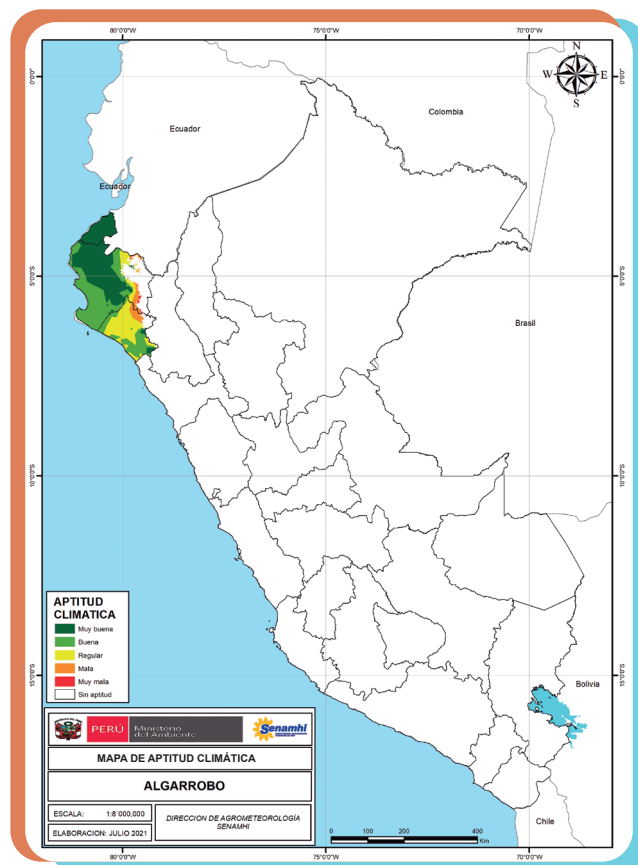 80°0'0"W
75°0'0"W
70°0'0"W
N
W
E
S
0°0'0"
0°0'0"
Colombia
Ecuador
Ecuador
5°0'0"S
5°0'0"S
Brasil
10°0'0"S
10°0'0"S
APTITUD
CLIMATICA
Muy buena
Buena
Regular
Mala
Muy mala
Sin aptitud
15°0'0"S
15°0'0"S
Bolivia
PERÚ
Ministerio
del Ambiente
Senamhi
MAPA DE APTITUD CLIMÁTICA
ALGARROBO
ESCALA: 1:8´000,000
DIRECCION DE AGROMETEOROLOGÍA
SENAMHI
ELABORACION: JULIO 2021
0 100 200 400
Km
Chile
80°0'0"W
75°0'0"W
70°0'0"W